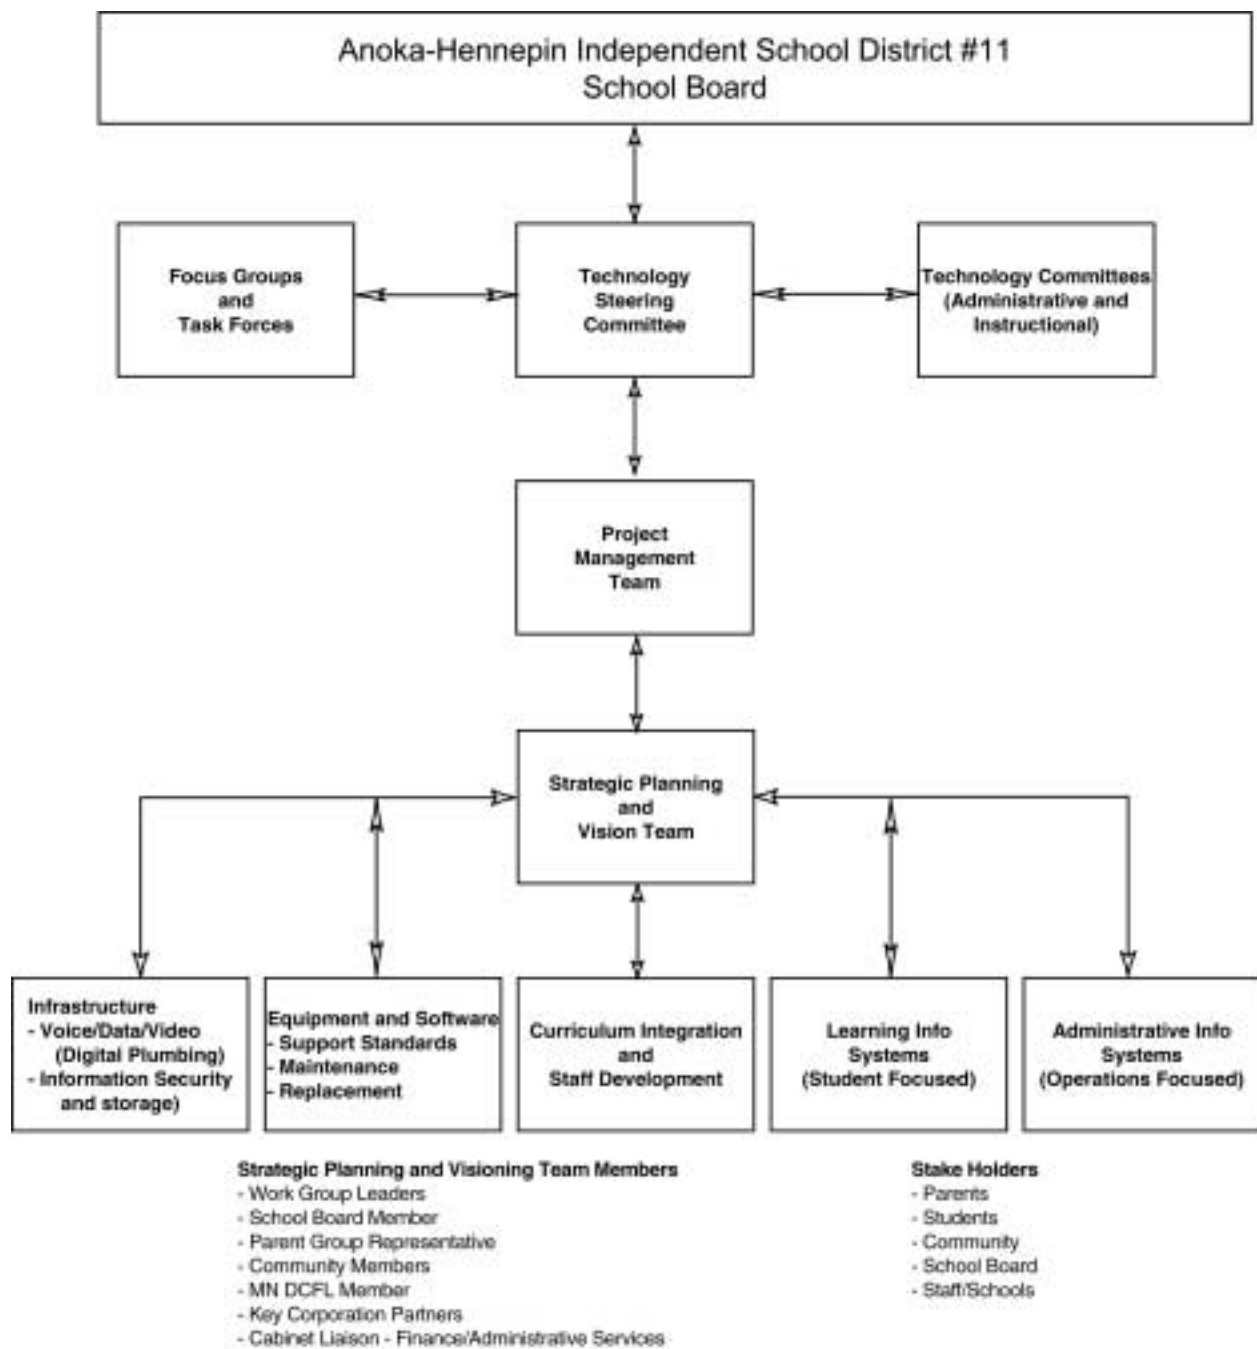 Anoka-Hennepin Independent School District #11
School Board
Focus Groups
and
Task Forces
Technology
Steering
Committee
Technology Committees
(Administrative and
Instructional)
Project
Management
Team
Strategic Planning
and
Vision Team
Infrastructure
- Voice/Data/Video
(Digital Plumbing)
- Information Security
and storage)
Equipment and Software
- Support Standards
- Maintenance
- Replacement
Curriculum Integration
and
Staff Development
Learning Info
Systems
(Student Focused)
Administrative Info
Systems
(Operations Focused)
Strategic Planning and Visioning Team Members
- Work Group Leaders
- School Board Member
- Parent Group Representative
- Community Members
- MN DCFL Member
- Key Corporation Partners
- Cabinet Liaison - Finance/Administrative Services
Stake Holders
- Parents
- Students
- Community
- School Board
- Staff/Schools